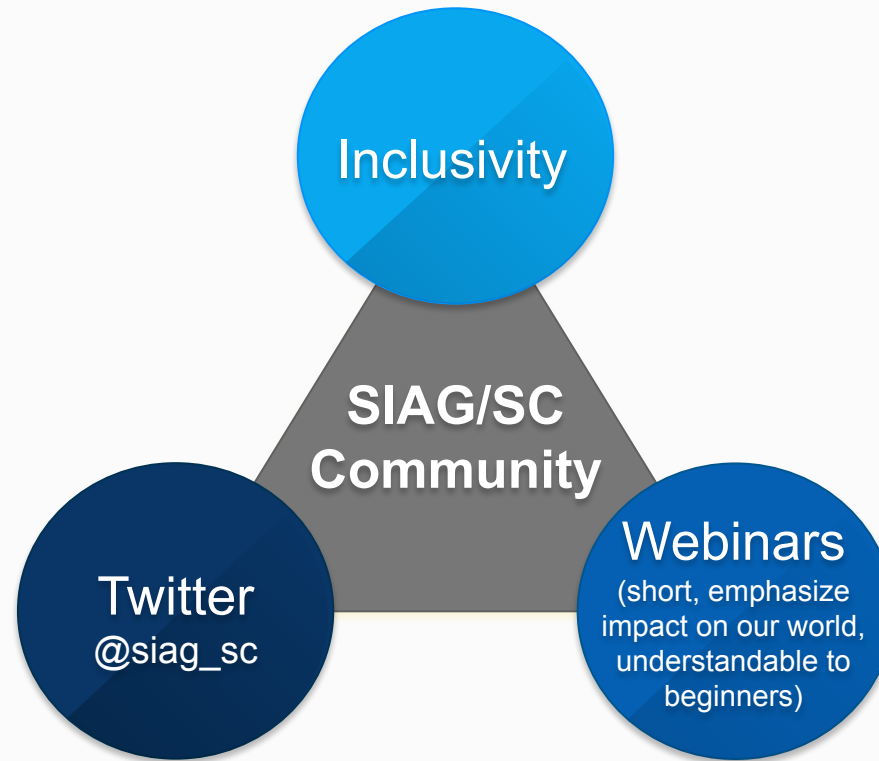 Inclusivity
SIAG/SC
Community
Twitter
@siag_sc
Webinars
(short, emphasize
impact on our world,
understandable to
beginners)